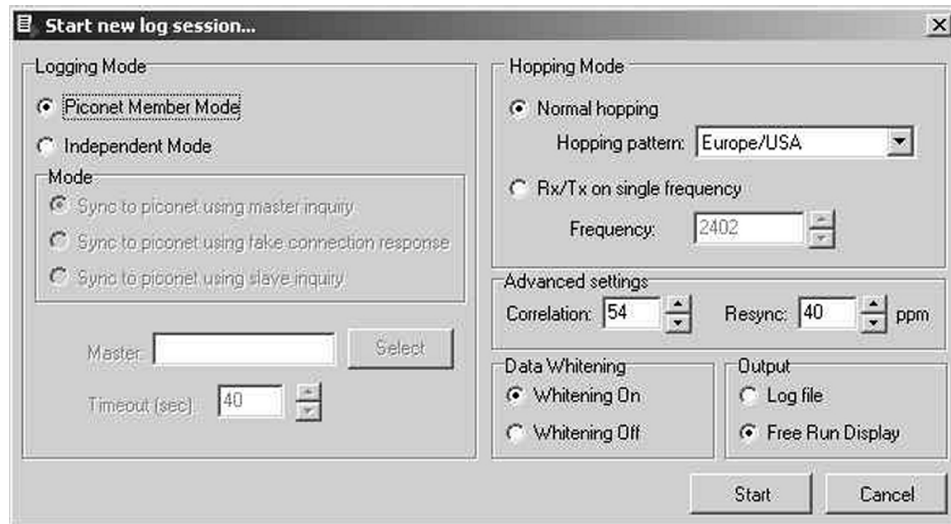 Start new log session...
Logging Mode
Piconet Member Mode
Independent Mode
Mode
Sync to piconet using master inquiry
Sync to piconet using fake connection response
Sync to piconet using slave inquiry
Master:
Select
Timeout (sec)
40
Hopping Mode
Normal hopping
Hopping pattern: Europe/USA
Rx/Tx on single frequency
Frequency: 2402
Advanced settings
Correlation: 54 Resync: 40 ppm
Data Whitening
Whitening On
Whitening Off
Output
Log file
Free Run Display
Start
Cancel